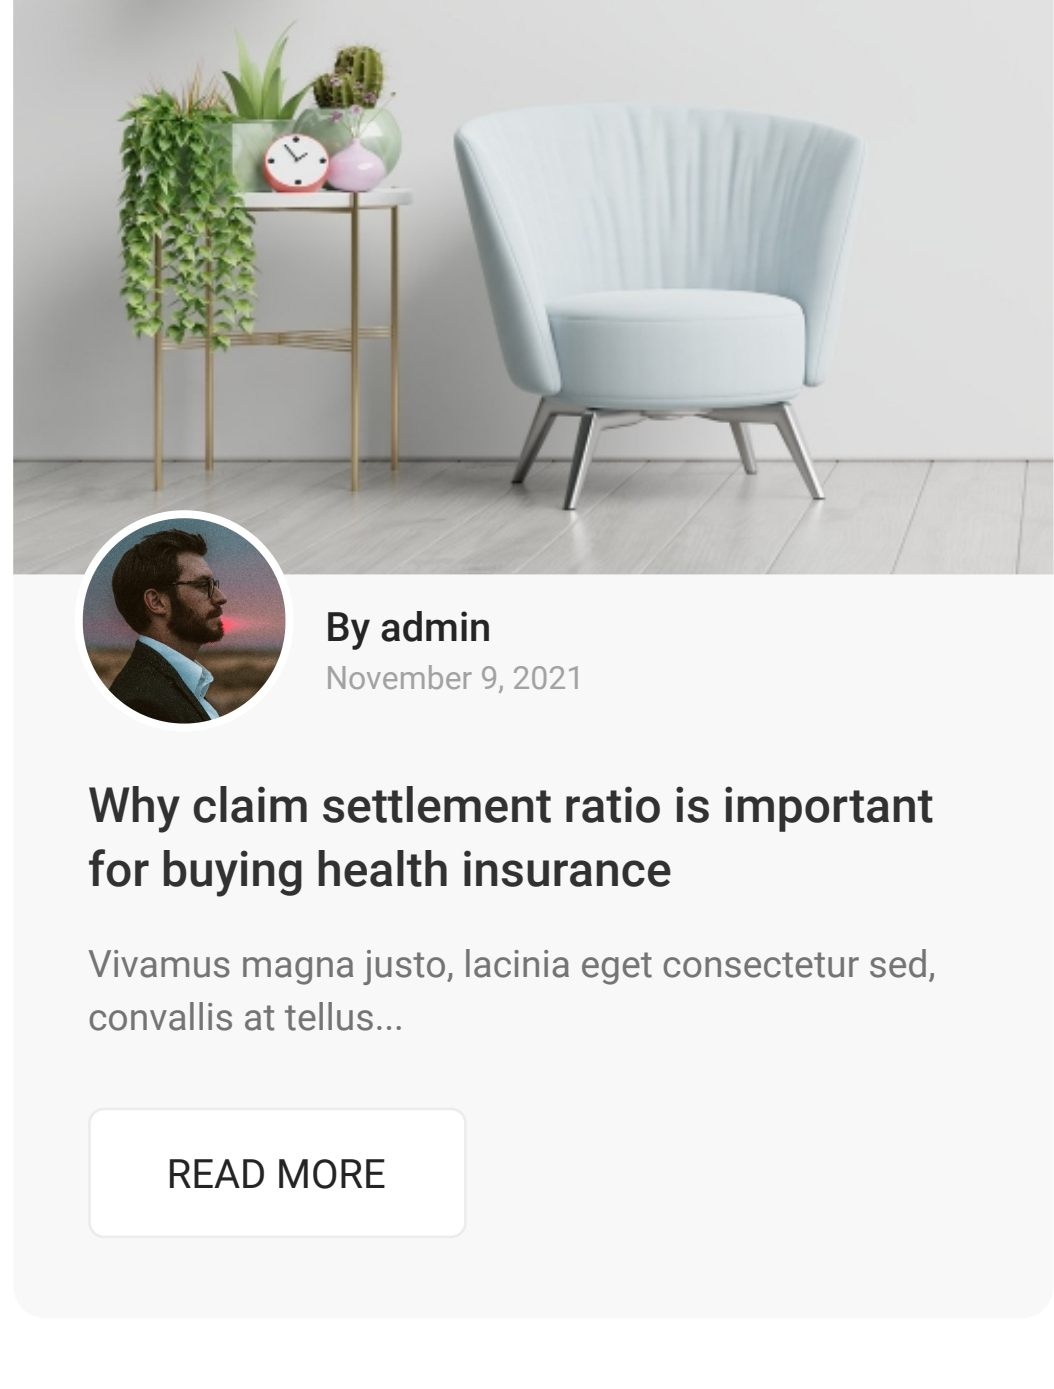 By admin
November 9, 2021
Why claim settlement ratio is important
for buying health insurance
Vivamus magna justo, lacinia eget consectetur sed,
convallis at tellus...
READ MORE